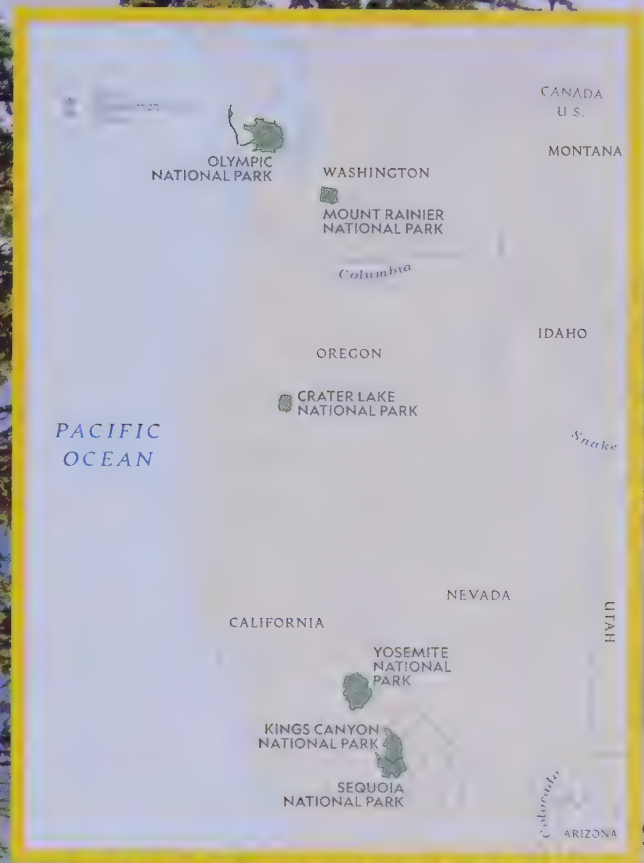 CANADA
U.S.
MONTANA
OLYMPIC
NATIONAL PARK
WASHINGTON
MOUNT RAINIER
NATIONAL PARK
Columbia
IDAHO
OREGON
CRATER LAKE
NATIONAL PARK
PACIFIC
OCEAN
Snake
NEVADA
CALIFORNIA
UTAH
YOSEMITE
NATIONAL
PARK
KINGS CANYON
NATIONAL PARK
SEQUOIA
NATIONAL PARK
Colorado
ARIZONA